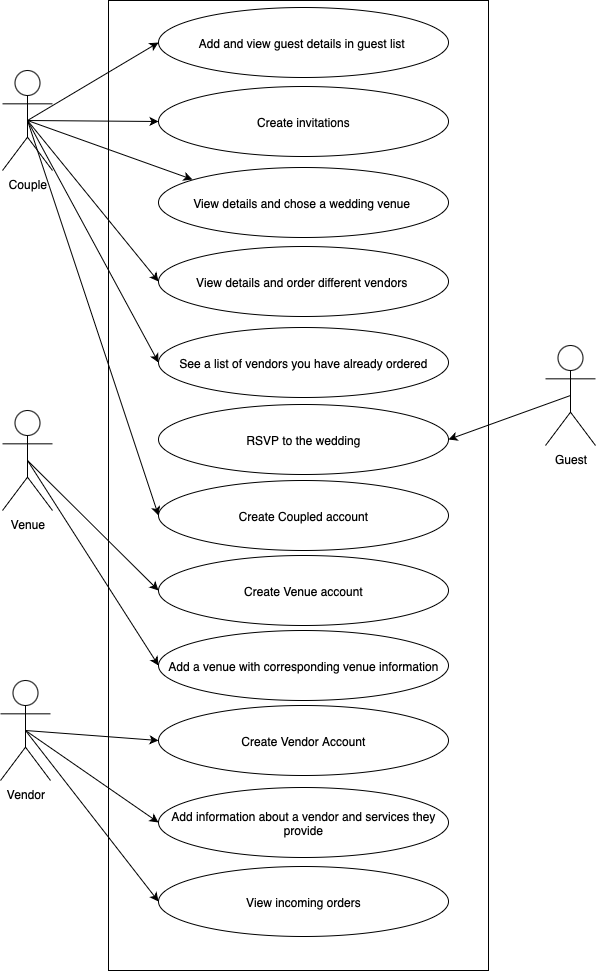 Add and view guest details in guest list
Create invitations
Couple
View details and chose a wedding venue
View details and order different vendors
See a list of vendors you have already ordered
RSVP to the wedding
Guest
Create Coupled account
Venue
Create Venue account
Add a venue with corresponding venue information
Create Vendor Account
Vendor
Add information about a vendor and services they
provide
View incoming orders